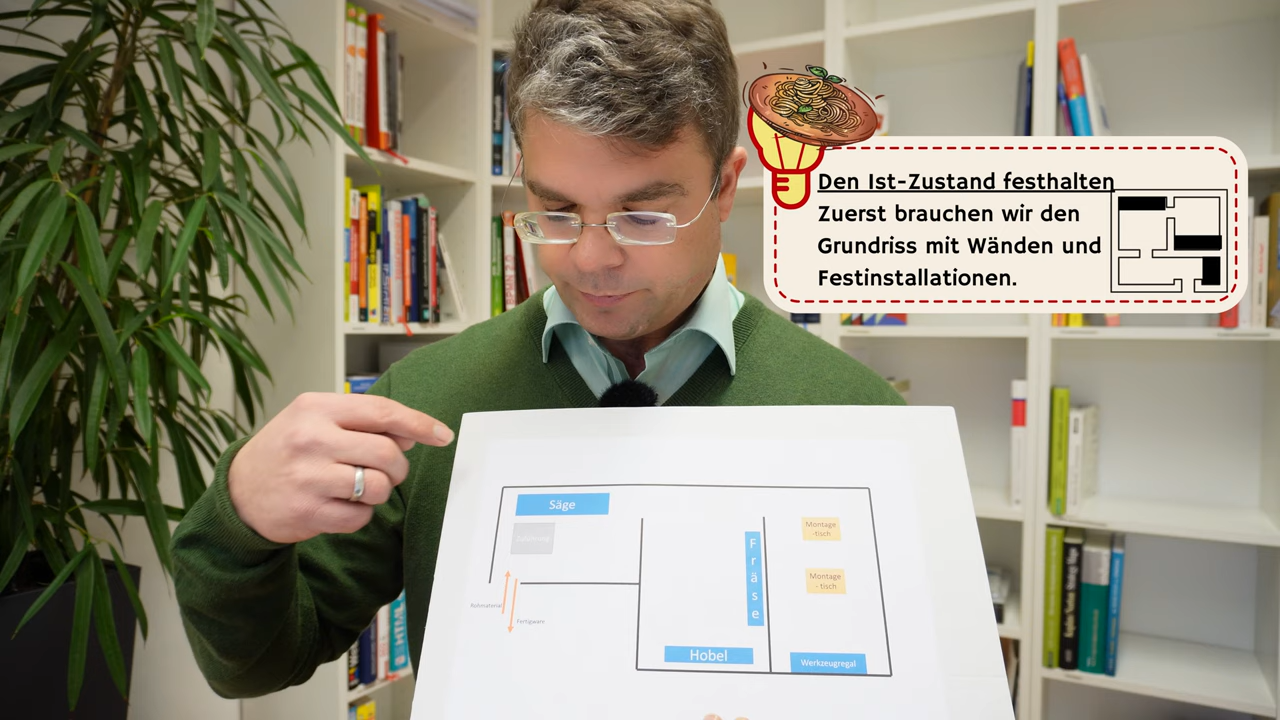 Den Ist-Zustand festhalten
Zuerst brauchen wir den
Grundriss mit Wänden und
Festinstallationen.
Säge
Montage
-tisch
Fräse
Montage
- tisch
Rohmaterial
Fertigware
Hobel
Werkzeugregal